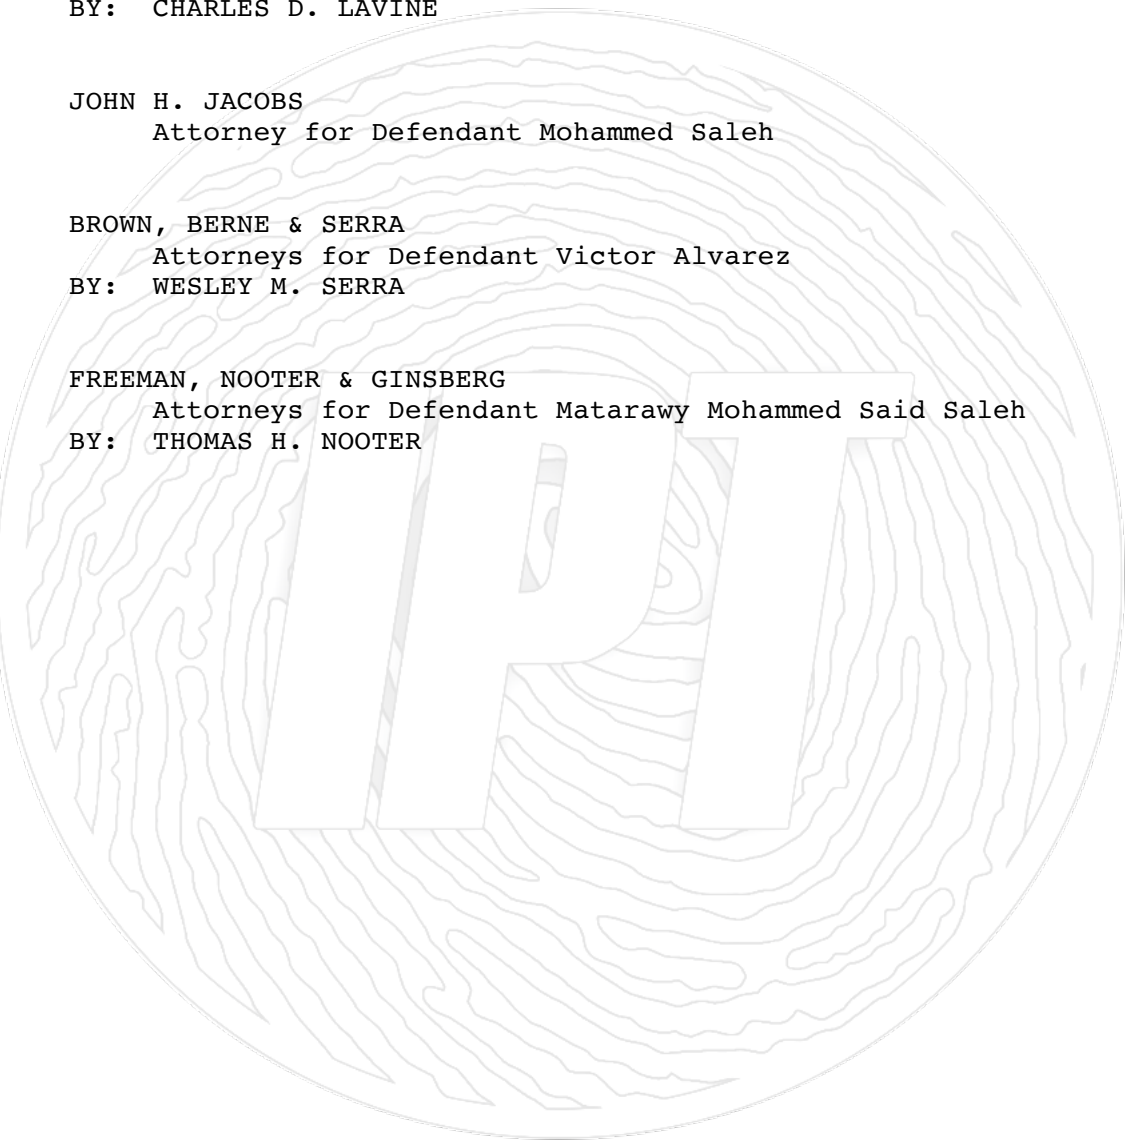 BY: CHARLES D. LAVINE
JOHN H. JACOBS
Attorney for Defendant Mohammed Saleh
BROWN, BERNE & SERRA
Attorneys for Defendant Victor Alvarez
BY: WESLEY M. SERRA
FREEMAN, NOOTER & GINSBERG
Attorneys for Defendant Matarawy Mohammed Said Saleh
BY: THOMAS H. NOOTER
IPT